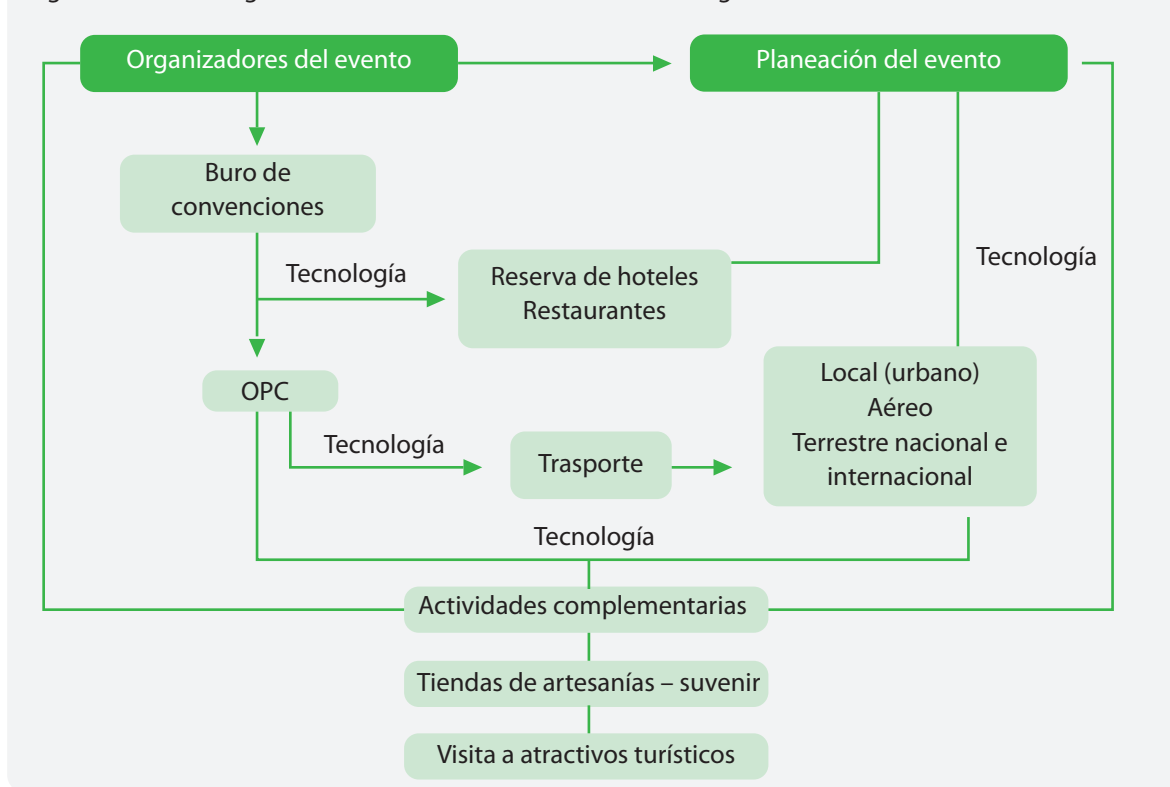 Organizadores del evento
Planeación del evento
Buro de
convenciones
Tecnología
Reserva de hoteles
Restaurantes
Tecnología
OPC
Tecnología
Trasporte
Local (urbano)
Aéreo
Terrestre nacional e
internacional
Tecnología
Actividades complementarias
Tiendas de artesanías – suvenir
Visita a atractivos turísticos